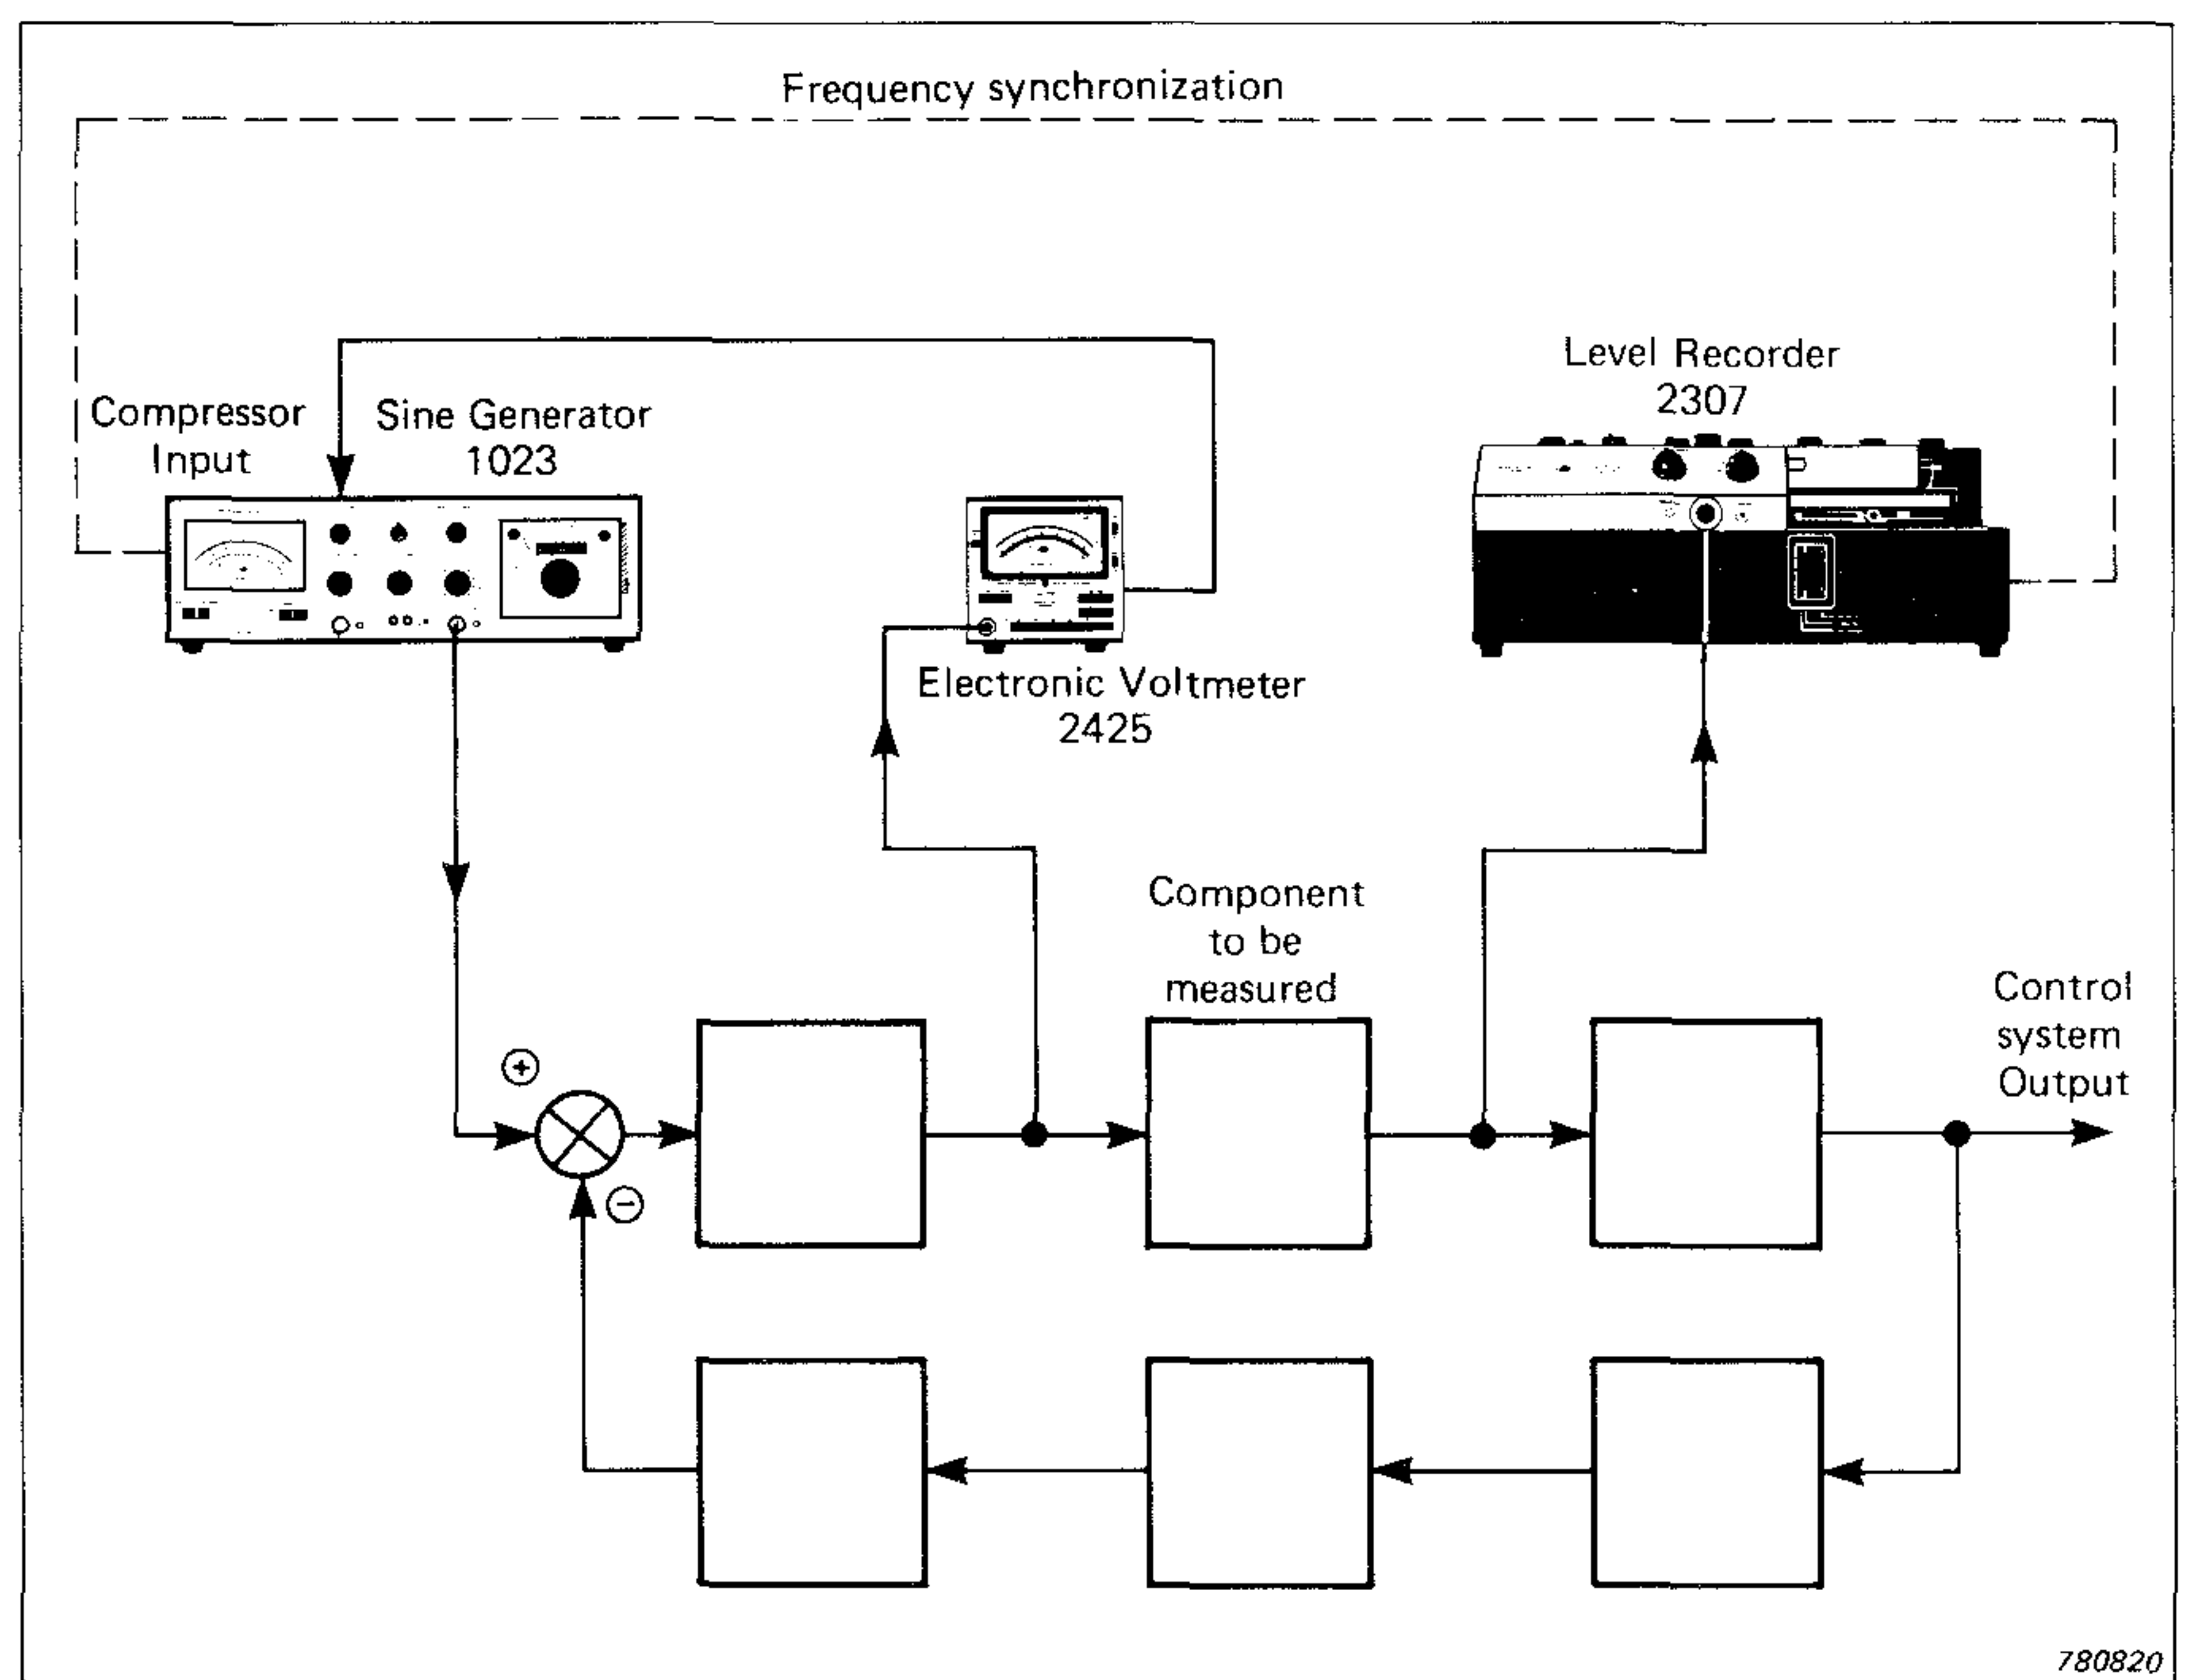 Frequency synchronization
Compressor
Input
Sine Generator
1023
Level Recorder
2307
Electronic Voltmeter
2425
Component
to be
measured
Control
system
Output
+
−
780820